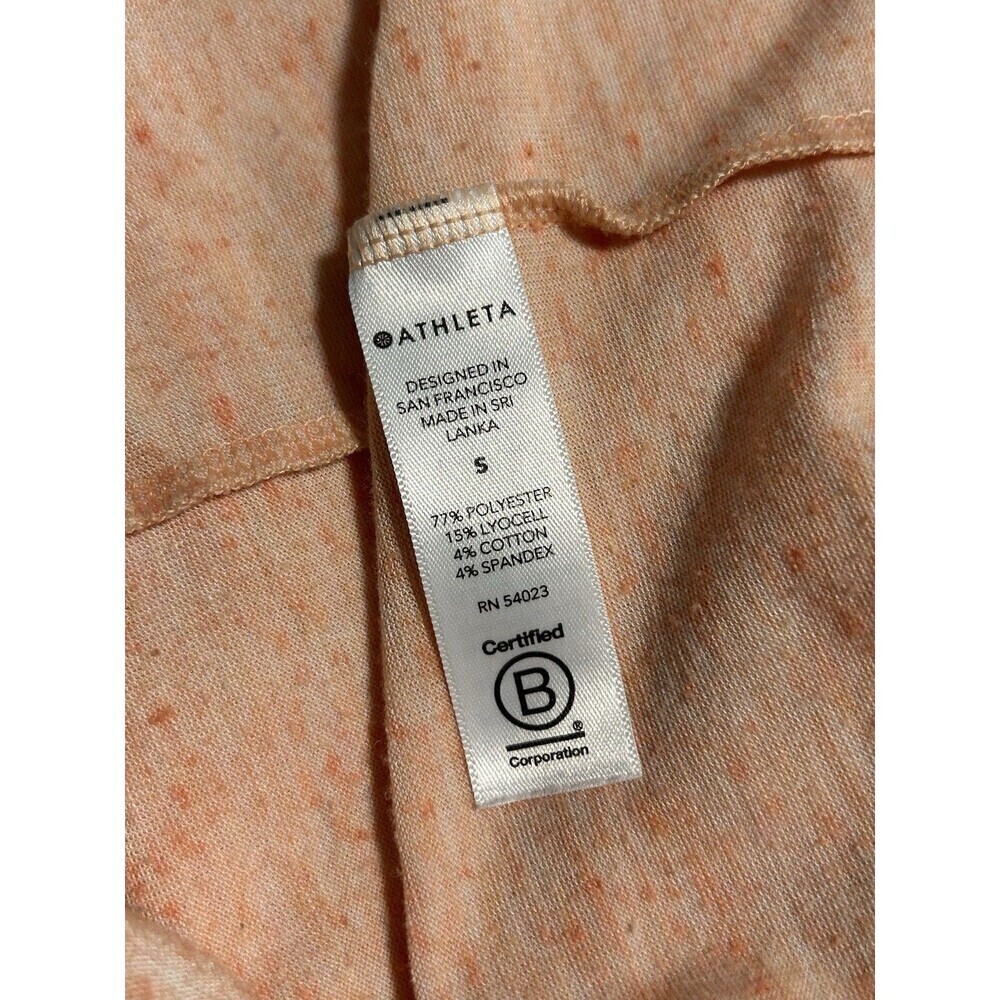 ATHLETA
DESIGNED IN
SAN FRANCISCO
MADE IN SRI
LANKA
S
77% POLYESTER
15% LYOCELL
4% COTTON
4% SPANDEX
RN 54023
Certified
B
®
Corporation